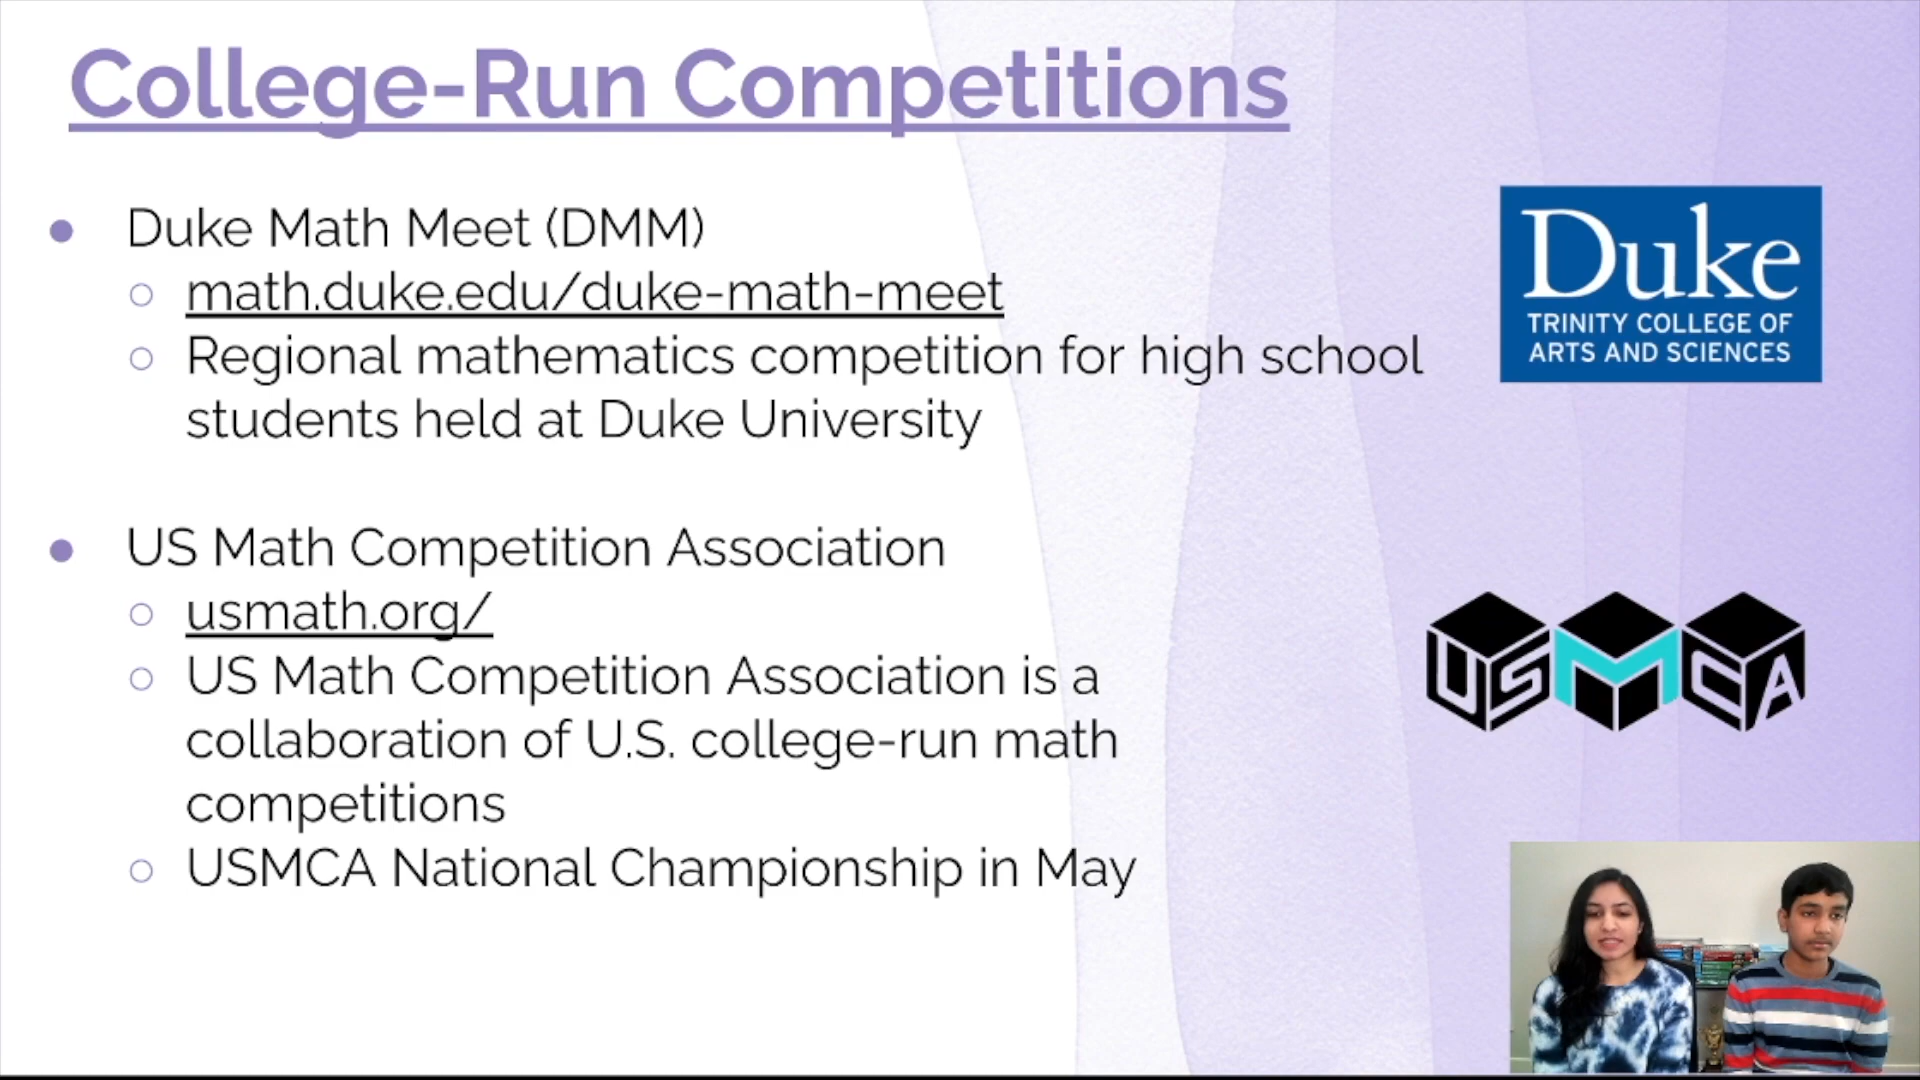 College-Run Competitions
Duke Math Meet (DMM)
math.duke.edu/duke-math-meet
Regional mathematics competition for high school
students held at Duke University
Duke
TRINITY COLLEGE OF
ARTS AND SCIENCES
US Math Competition Association
usmath.org/
US Math Competition Association is a
collaboration of U.S. college-run math
competitions
USMCA National Championship in May
USMCA